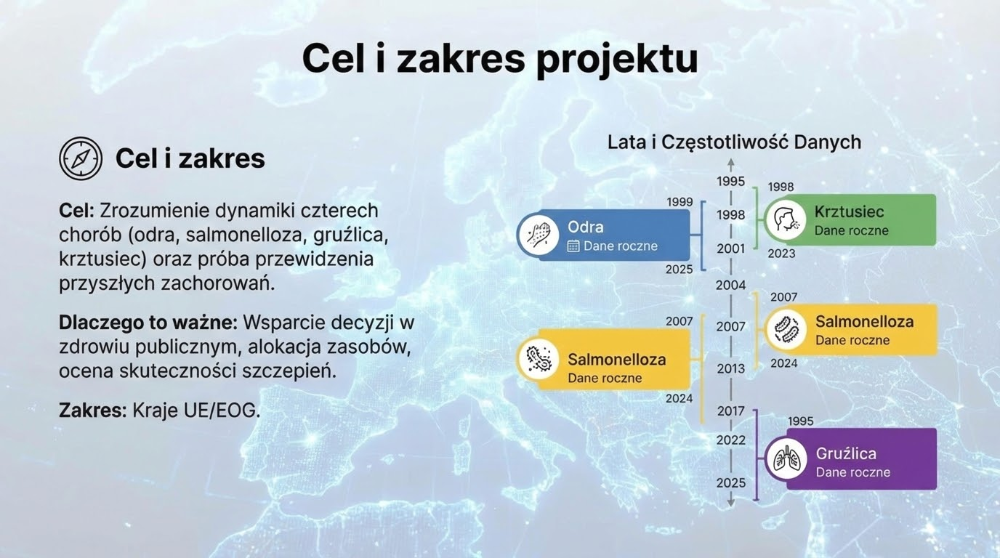 Cel i zakres projektu
Cel i zakres
Cel: Zrozumienie dynamiki czterech
chorób (odra, salmonelloza, gruźlica,
krztusiec) oraz próba przewidzenia
przyszłych zachorowań.
Dlaczego to ważne: Wsparcie decyzji w
zdrowiu publicznym, alokacja zasobów,
ocena skuteczności szczepień.
Zakres: Kraje UE/EOG.
Lata i Częstotliwość Danych
1999
Odra
Dane roczne
2025
2007
Salmonelloza
Dane roczne
2024
1995
1998
2001
2004
2007
2013
2017
2022
2025
1998
Krztusiec
Dane roczne
2023
2007
Salmonelloza
Dane roczne
2024
1995
Gruźlica
Dane roczne